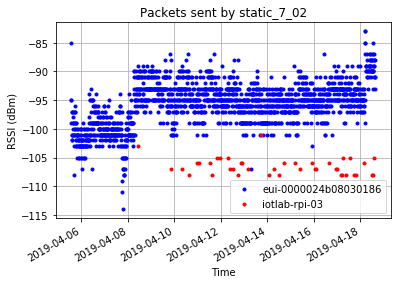 Packets sent by static_7_02
−85
−90
−95
−100
−105
−110
−115
RSSI (dBm)
eui-0000024b08030186
iotlab-rpi-03
2019-04-06
2019-04-08
2019-04-10
2019-04-12
2019-04-14
2019-04-16
2019-04-18
Time